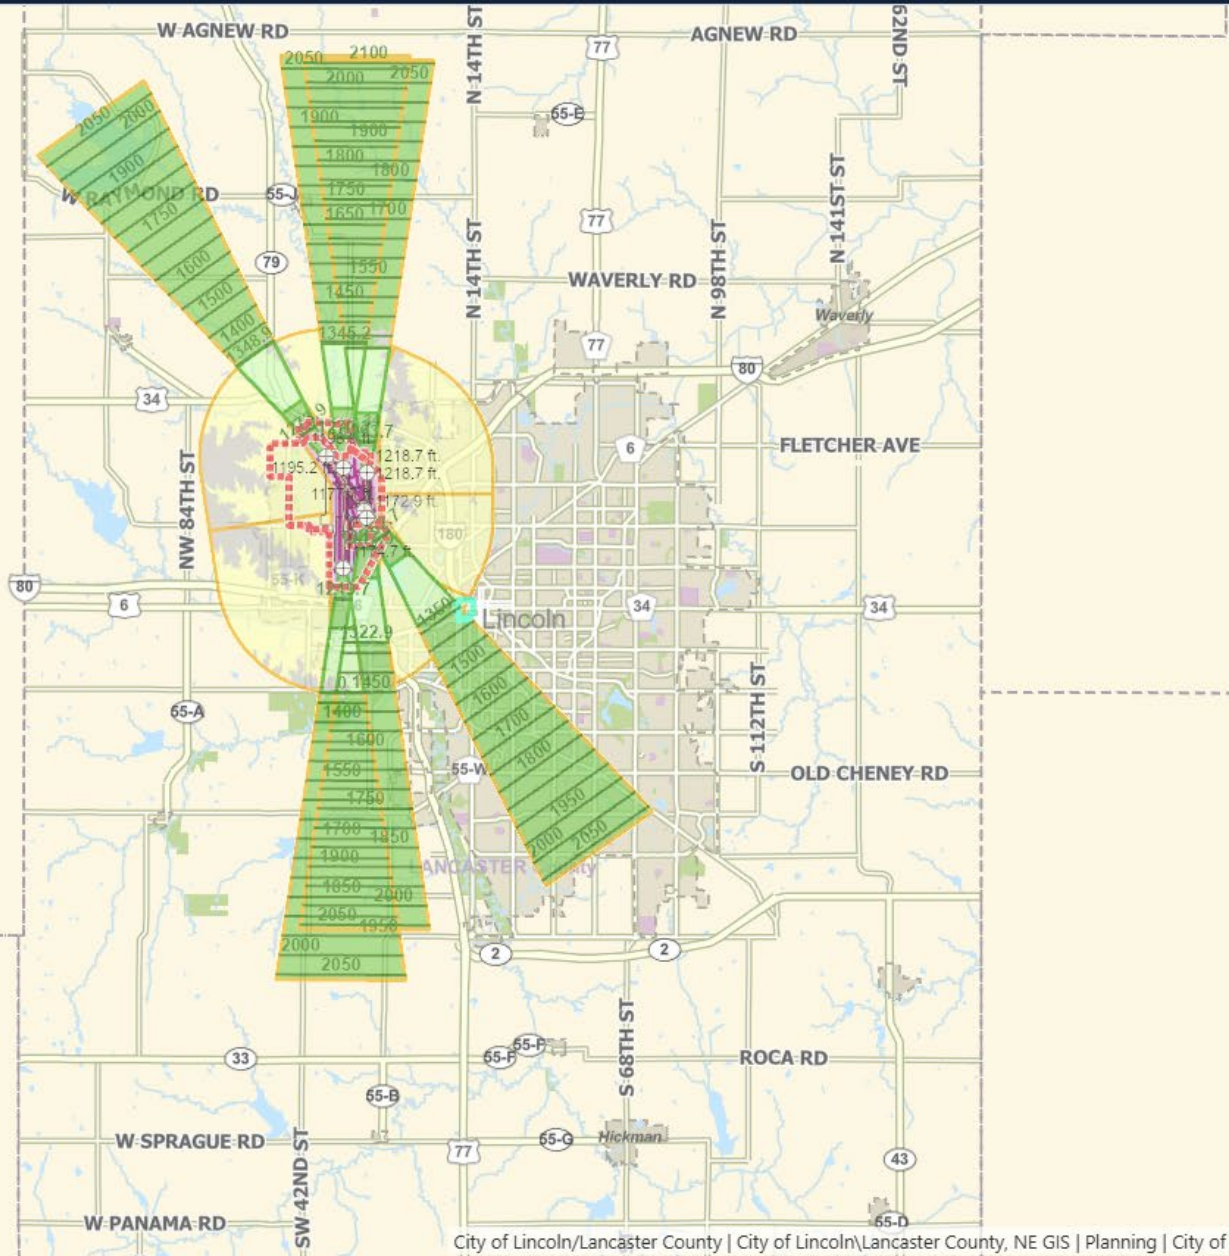 W AGNEW RD
AGNEW RD
N 14TH ST
62ND ST
77
2050
2100
2000
2050
55-E
2050
2000
1900
1900
1900
1800
1800
1750
1700
1650
W RAYMOND RD
55-J
1750
N 141ST ST
77
N 14TH ST
N 98TH ST
79
1600
1550
1500
1450
WAVERLY RD
Waverly
1400
1348.9
1345.2
77
80
34
FLETCHER AVE
6
1218.7 ft.
1195.2
1218.7 ft.
1172.9 ft.
NW 84TH ST
180
55-K
80
6
1350
Lincoln
34
34
322.9
1500
1450
1600
1400
1700
1600
1800
S 112TH ST
55-A
1550
55-W
OLD CHENEY RD
1750
1950
1700
1850
2000
2050
1900
LANCASTER
1850
2000
2050
1950
2000
2050
2
2
S 68TH ST
33
55-F
55-F
ROCA RD
55-B
W SPRAGUE RD
77
55-G
Hickman
43
SW 42ND ST
W PANAMA RD
55-D
City of Lincoln/Lancaster County | City of Lincoln\Lancaster County, NE GIS | Planning | City of